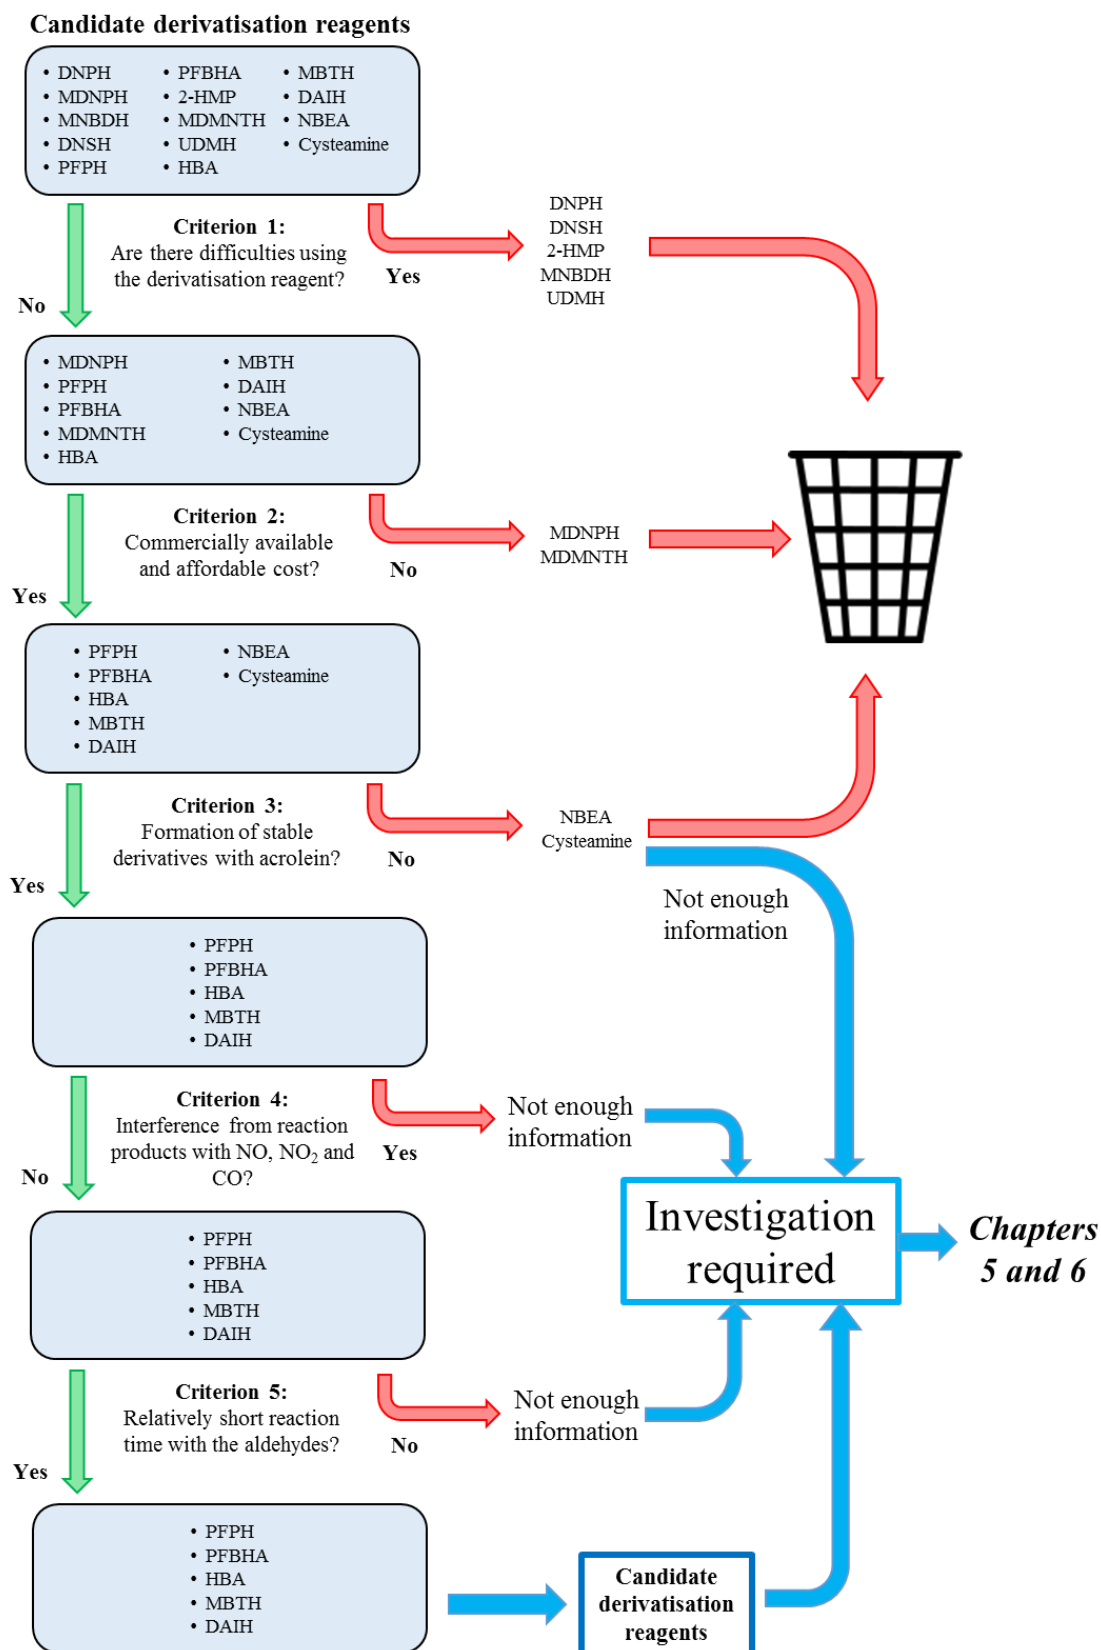 Candidate derivatisation reagents
• DNPH
• MDNPH
• MNBDH
• DNSH
• PFPH
• PFBHA
• 2-HMP
• MDMNTH
• UDMH
• HBA
• MBTH
• DAIH
• NBEA
• Cysteamine
Criterion 1:
Are there difficulties using
the derivatisation reagent?
Yes
No
DNPH
DNSH
2-HMP
MNBDH
UDMH
• MDNPH
• PFPH
• PFBHA
• MDMNTH
• HBA
• MBTH
• DAIH
• NBEA
• Cysteamine
Criterion 2:
Commercially available
and affordable cost?
No
Yes
MDNPH
MDMNTH
• PFPH
• PFBHA
• HBA
• MBTH
• DAIH
• NBEA
• Cysteamine
Criterion 3:
Formation of stable
derivatives with acrolein?
No
Yes
NBEA
Cysteamine
Not enough
information
• PFPH
• PFBHA
• HBA
• MBTH
• DAIH
Criterion 4:
Interference from reaction
products with NO, NO₂ and
CO?
Yes
No
Not enough
information
Investigation
required
Chapters
5 and 6
• PFPH
• PFBHA
• HBA
• MBTH
• DAIH
Criterion 5:
Relatively short reaction
time with the aldehydes?
No
Yes
Not enough
information
• PFPH
• PFBHA
• HBA
• MBTH
• DAIH
Candidate
derivatisation
reagents